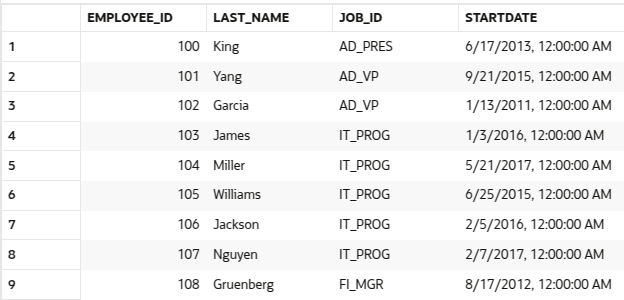 EMPLOYEE_ID LAST_NAME JOB_ID STARTDATE
1 100 King AD_PRES 6/17/2013, 12:00:00 AM
2 101 Yang AD_VP 9/21/2015, 12:00:00 AM
3 102 Garcia AD_VP 1/13/2011, 12:00:00 AM
4 103 James IT_PROG 1/3/2016, 12:00:00 AM
5 104 Miller IT_PROG 5/21/2017, 12:00:00 AM
6 105 Williams IT_PROG 6/25/2015, 12:00:00 AM
7 106 Jackson IT_PROG 2/5/2016, 12:00:00 AM
8 107 Nguyen IT_PROG 2/7/2017, 12:00:00 AM
9 108 Gruenberg FI_MGR 8/17/2012, 12:00:00 AM